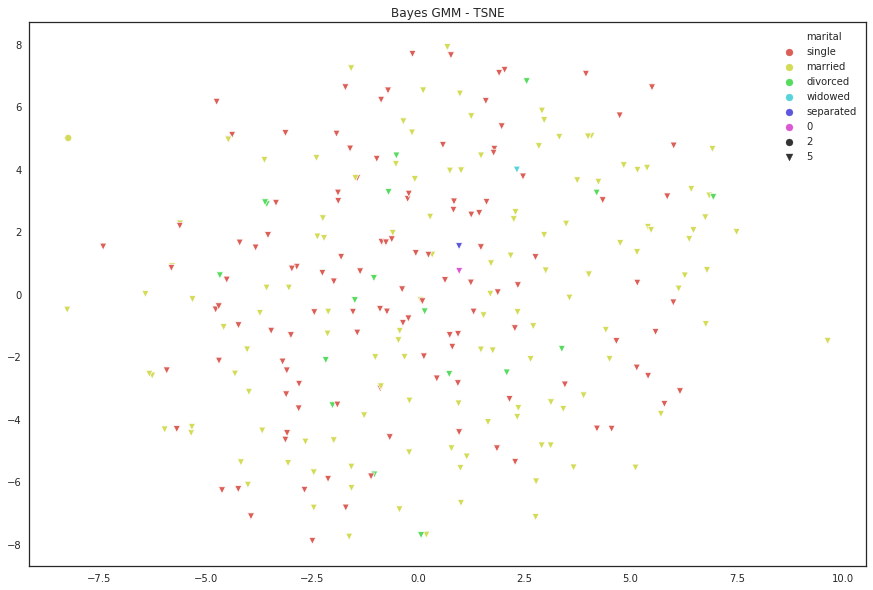 Bayes GMM - TSNE
marital
single
married
divorced
widowed
separated
0
2
5
8
6
4
2
0
−2
−4
−6
−8
−7.5 −5.0 −2.5 0.0 2.5 5.0 7.5 10.0